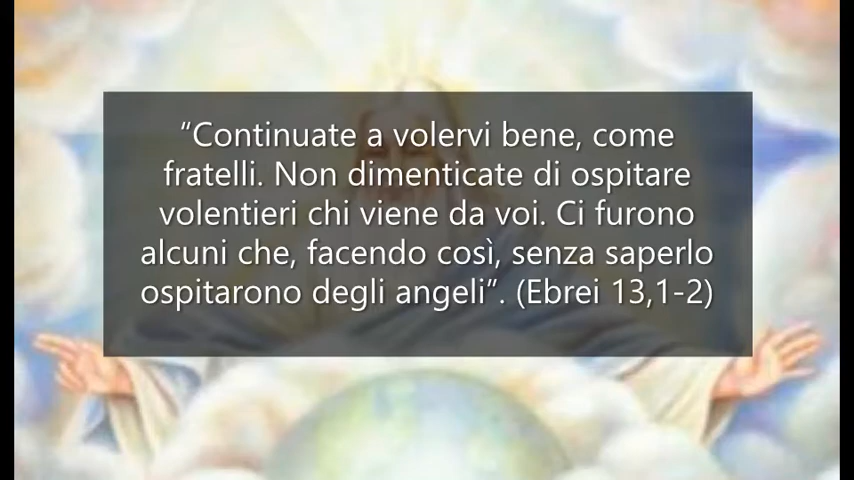 “Continuate a volervi bene, come
fratelli. Non dimenticate di ospitare
volentieri chi viene da voi. Ci furono
alcuni che, facendo così, senza saperlo
ospitarono degli angeli”. (Ebrei 13,1-2)